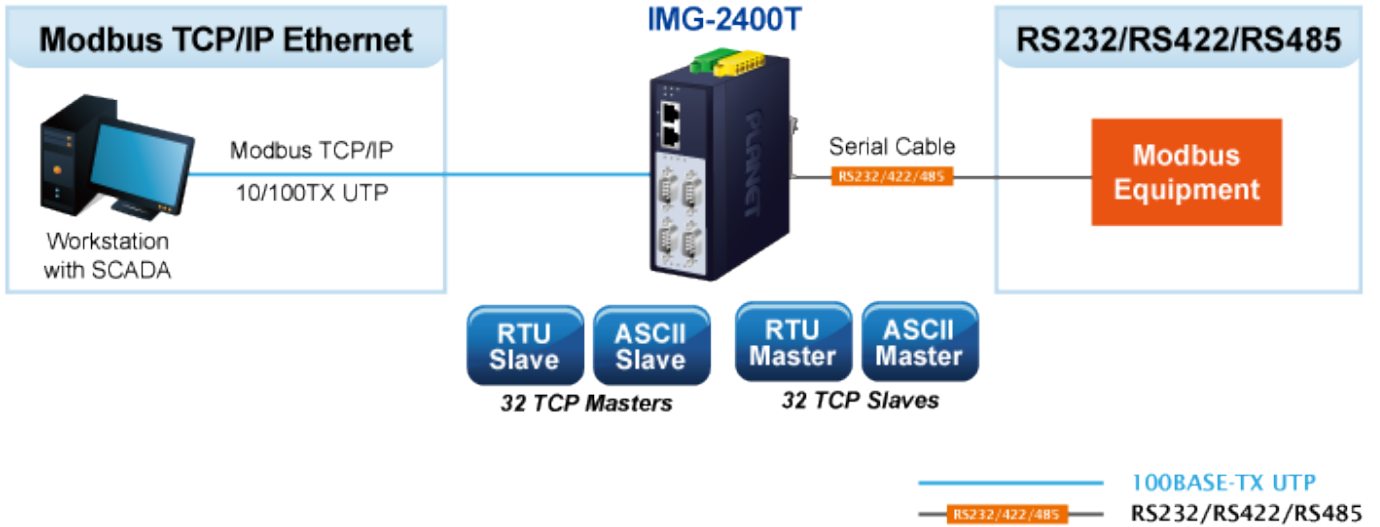 IMG-2400T
Modbus TCP/IP Ethernet
RS232/RS422/RS485
Modbus TCP/IP
10/100TX UTP
Workstation
with SCADA
PLANET
Serial Cable
RS232/422/485
Modbus
Equipment
RTU
Slave
ASCII
Slave
RTU
Master
ASCII
Master
32 TCP Masters
32 TCP Slaves
100BASE-TX UTP
RS232/422/485
RS232/RS422/RS485